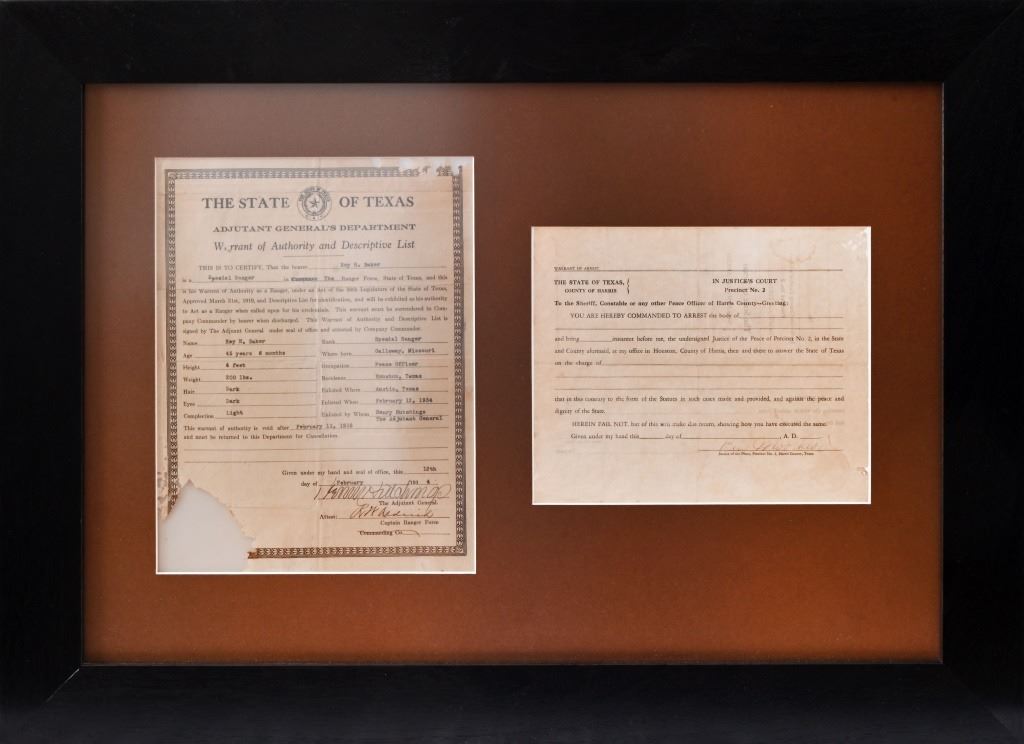 THE STATE OF TEXAS
ADJUTANT GENERAL'S DEPARTMENT
Warrant of Authority and Descriptive List
THIS IS TO CERTIFY, That the bearer Roy N. Baker
is a Special Ranger in The Ranger Force, State of Texas, and this
is his Warrant of Authority as a Ranger, under an Act of the 36th Legislature of the State of Texas,
Approved March 31st, 1919, and Descriptive List for identification, and will be exhibited as his authority
to Act as a Ranger when called upon for his credentials. This warrant must be surrendered to Com-
pany Commander by bearer when discharged. This Warrant of Authority and Descriptive List is
signed by The Adjutant General under seal of office and attested by Company Commander.
Name Roy N. Baker Rank Special Ranger
Age 45 years 6 months Where born Calloway, Missouri
Height 6 feet Occupation Peace Officer
Weight 200 lbs. Residence Houston, Texas
Hair Dark Enlisted Where Austin, Texas
Eyes Dark Enlisted When February 12, 1934
Complection Light Enlisted by Whom Henry Hutchings
The Adjutant General
This warrant of authority is void after February 11,
and must be returned to this Department for Cancellation.
Given under my hand and seal of office, this 12th
day of February 193 4.
The Adjutant General
Attest:
Captain Ranger Force
Commanding Co.
WARRANT OF ARREST
THE STATE OF TEXAS, IN JUSTICE'S COURT
COUNTY OF HARRIS Precinct No. 2
To the Sheriff, Constable or any other Peace Officer of Harris County—Greeting:
YOU ARE HEREBY COMMANDED TO ARREST the body of
and bring instanter before me, the undersigned Justice of the Peace of Precinct No. 2, in the State
and County aforesaid, at my office in Houston, County of Harris, then and there to answer the State of Texas
on the charge of
that in this contrary to the form of the Statutes in such cases made and provided, and against the peace and
dignity of the State.
HEREIN FAIL NOT, but of this writ make due return, showing how you have executed the same.
Given under my hand this day of , A. D.
Justice of the Peace, Precinct No. 2, Harris County, Texas